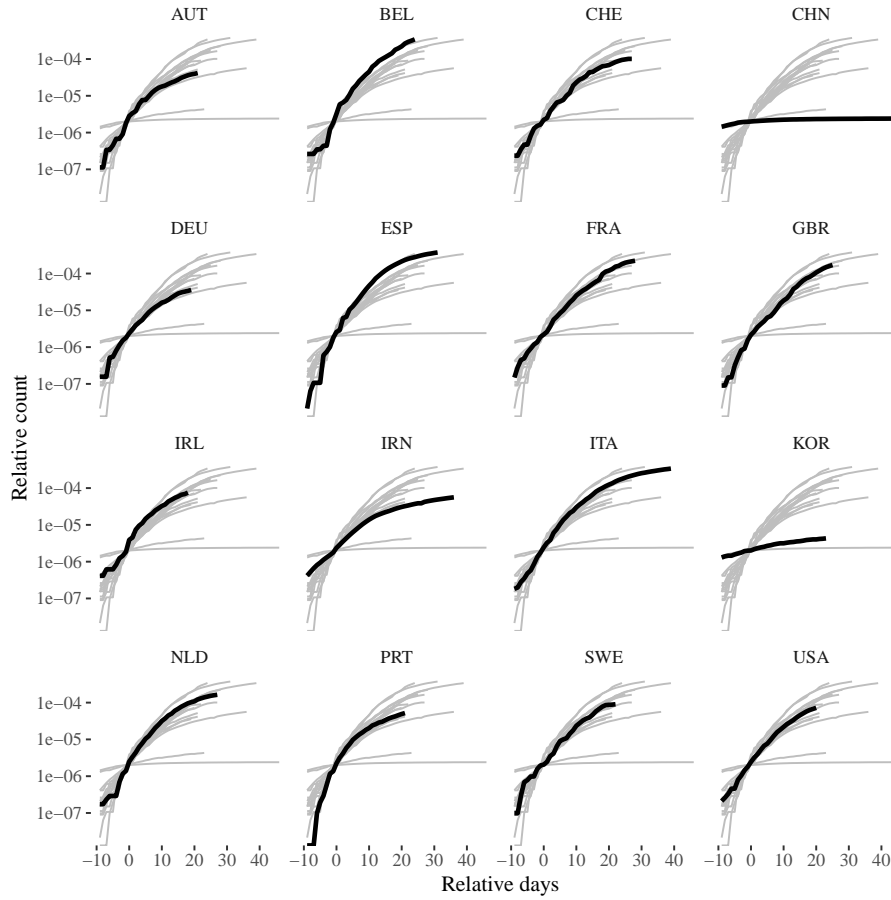 AUT BEL CHE CHN
1e−04
1e−05
1e−06
1e−07
DEU ESP FRA GBR
1e−04
1e−05
1e−06
1e−07
Relative count
IRL IRN ITA KOR
1e−04
1e−05
1e−06
1e−07
NLD PRT SWE USA
1e−04
1e−05
1e−06
1e−07
−10 0 10 20 30 40 −10 0 10 20 30 40 −10 0 10 20 30 40 −10 0 10 20 30 40
Relative days